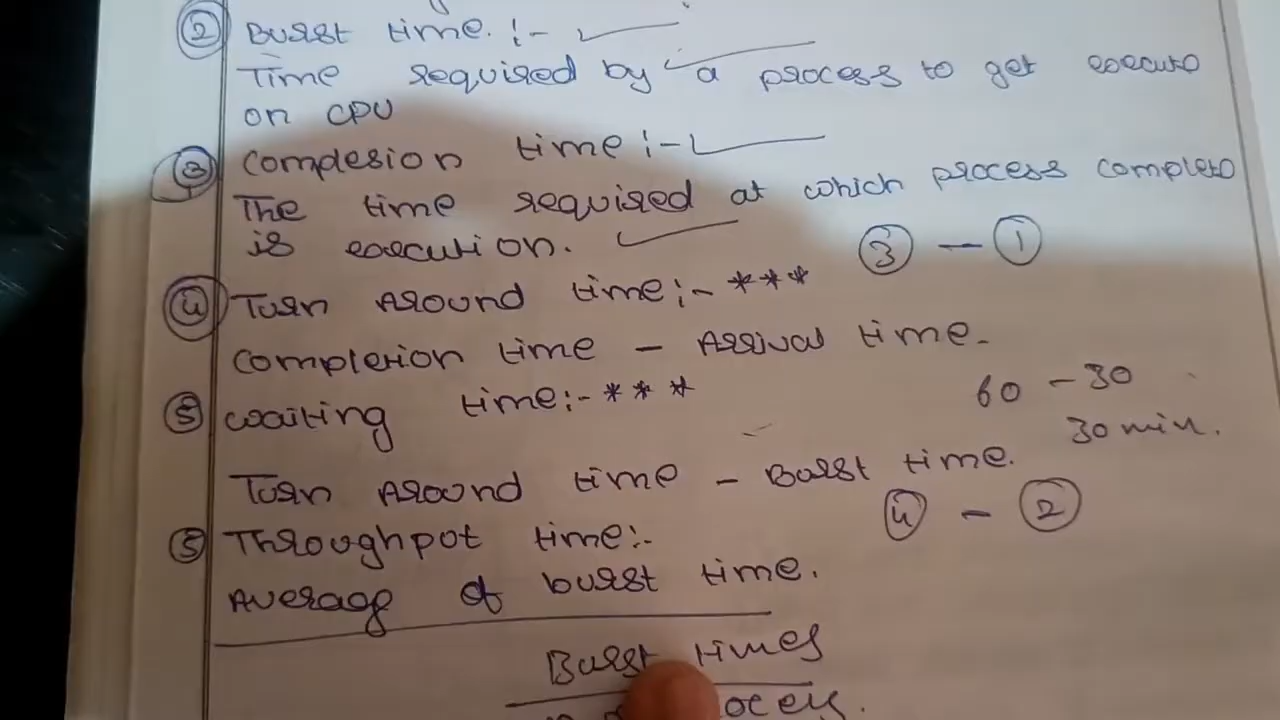 ② Burst time :-
Time required by a process to get execute
on CPU
③ Comdesion time :-
The time required at which process complete
is execution.
③ - ①
④ Turn Around time :- ***
Completion time - Arrival time.
60 - 30
30 min.
⑤ waiting time :- ***
Turn Around time - Burst time.
④ - ②
⑤ Throughpot time :-
Average of burst time.
Burst times